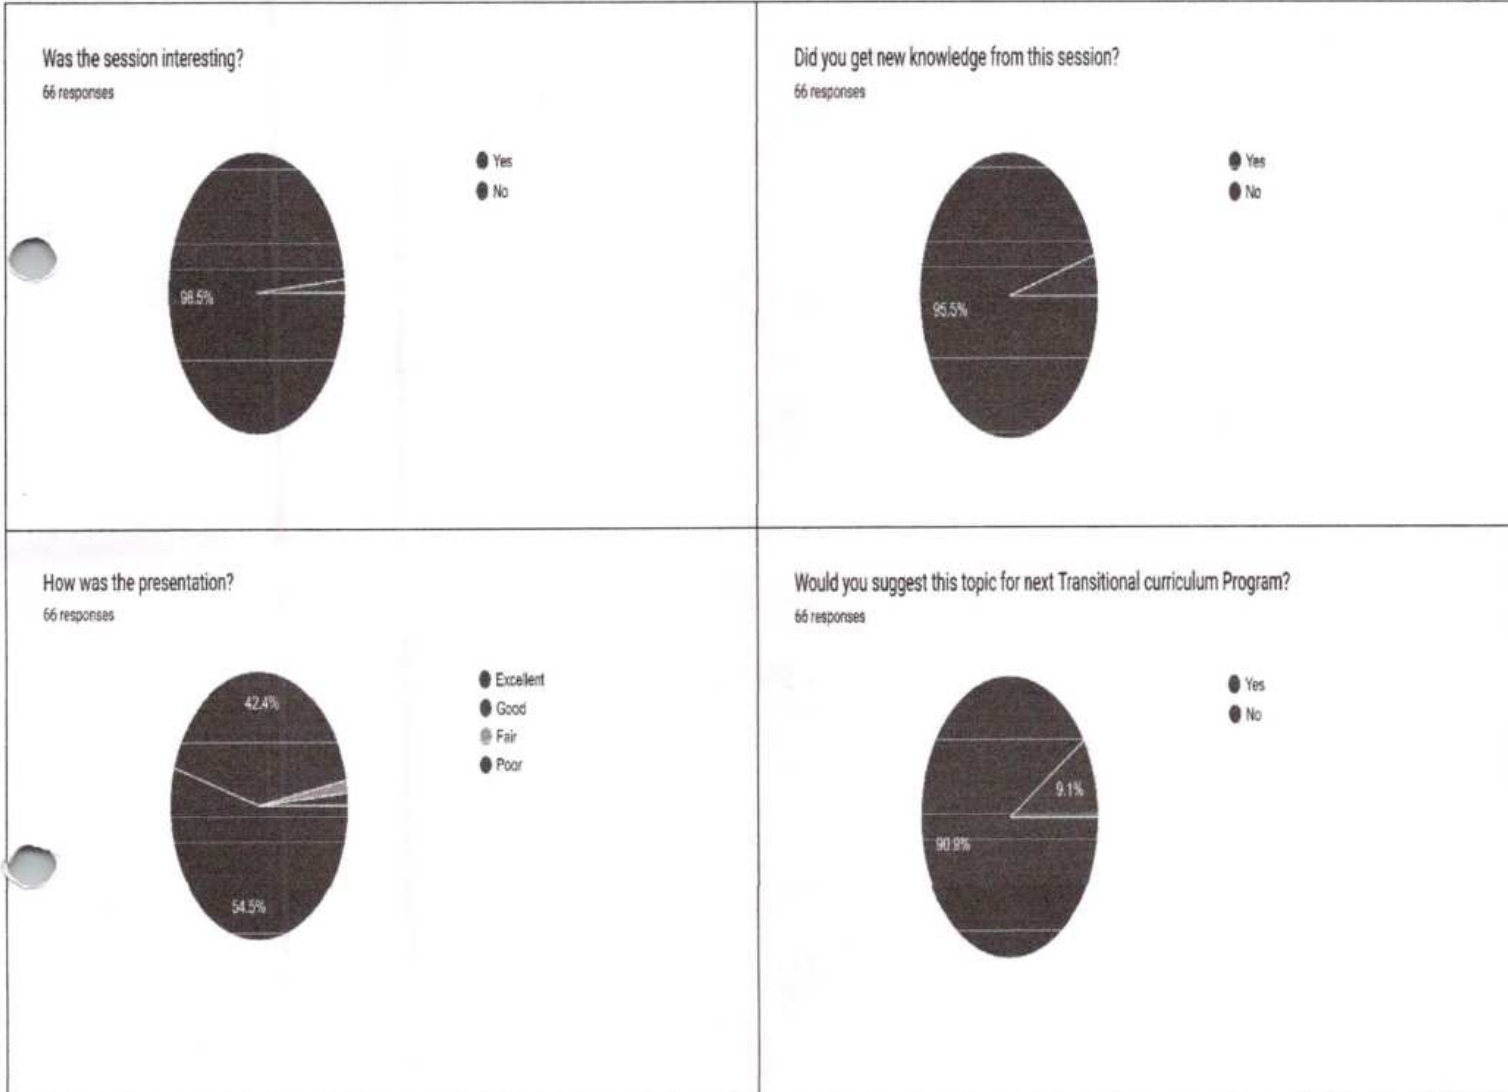 Was the session interesting?
66 responses
Yes
No
98.5%
Did you get new knowledge from this session?
66 responses
Yes
No
95.5%
How was the presentation?
66 responses
Excellent
Good
Fair
Poor
42.4%
54.5%
Would you suggest this topic for next Transitional curriculum Program?
66 responses
Yes
No
9.1%
90.9%